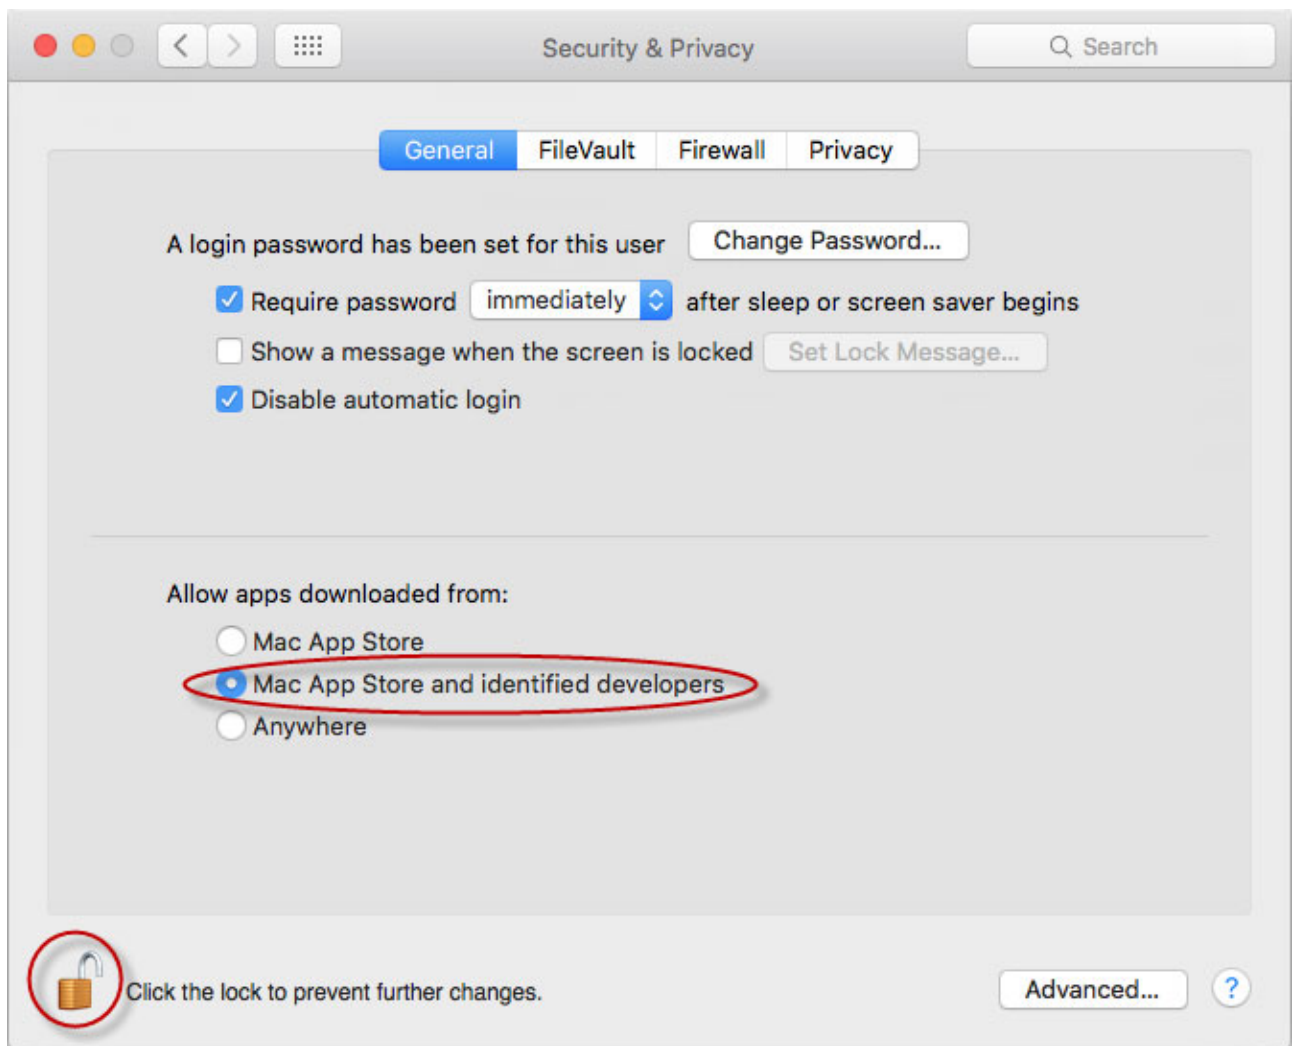 Security & Privacy
Search
General FileVault Firewall Privacy
A login password has been set for this user Change Password...
Require password immediately after sleep or screen saver begins
Show a message when the screen is locked Set Lock Message...
Disable automatic login
Allow apps downloaded from:
Mac App Store
Mac App Store and identified developers
Anywhere
Click the lock to prevent further changes.
Advanced... ?